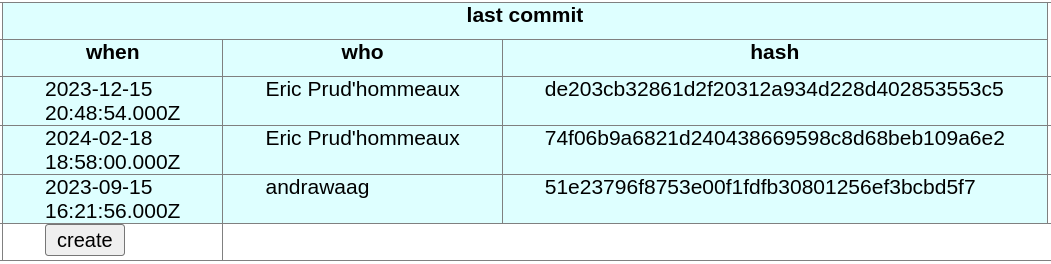 last commit
when who hash
2023-12-15 Eric Prud'hommeaux de203cb32861d2f20312a934d228d402853553c5
20:48:54.000Z
2024-02-18 Eric Prud'hommeaux 74f06b9a6821d240438669598c8d68beb109a6e2
18:58:00.000Z
2023-09-15 andrawaag 51e23796f8753e00f1fdfb30801256ef3bcbd5f7
16:21:56.000Z
create